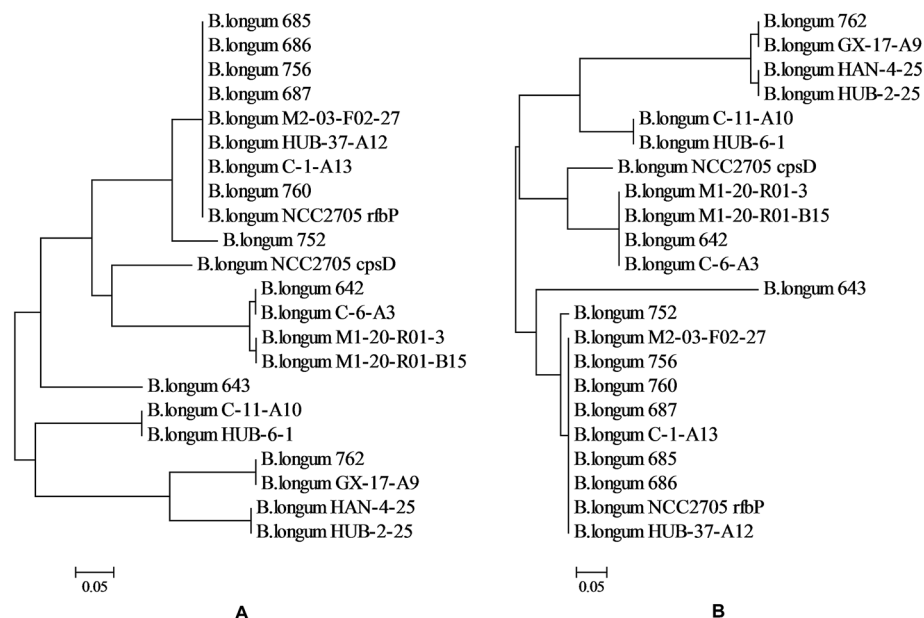 B.longum 685
B.longum 686
B.longum 756
B.longum 687
B.longum M2-03-F02-27
B.longum HUB-37-A12
B.longum C-1-A13
B.longum 760
B.longum NCC2705 rfbP
B.longum 752
B.longum NCC2705 cpsD
B.longum 642
B.longum C-6-A3
B.longum M1-20-R01-3
B.longum M1-20-R01-B15
B.longum 643
B.longum C-11-A10
B.longum HUB-6-1
B.longum 762
B.longum GX-17-A9
B.longum HAN-4-25
B.longum HUB-2-25
0.05
A
B.longum 762
B.longum GX-17-A9
B.longum HAN-4-25
B.longum HUB-2-25
B.longum C-11-A10
B.longum HUB-6-1
B.longum NCC2705 cpsD
B.longum M1-20-R01-3
B.longum M1-20-R01-B15
B.longum 642
B.longum C-6-A3
B.longum 643
B.longum 752
B.longum M2-03-F02-27
B.longum 756
B.longum 760
B.longum 687
B.longum C-1-A13
B.longum 685
B.longum 686
B.longum NCC2705 rfbP
B.longum HUB-37-A12
0.05
B